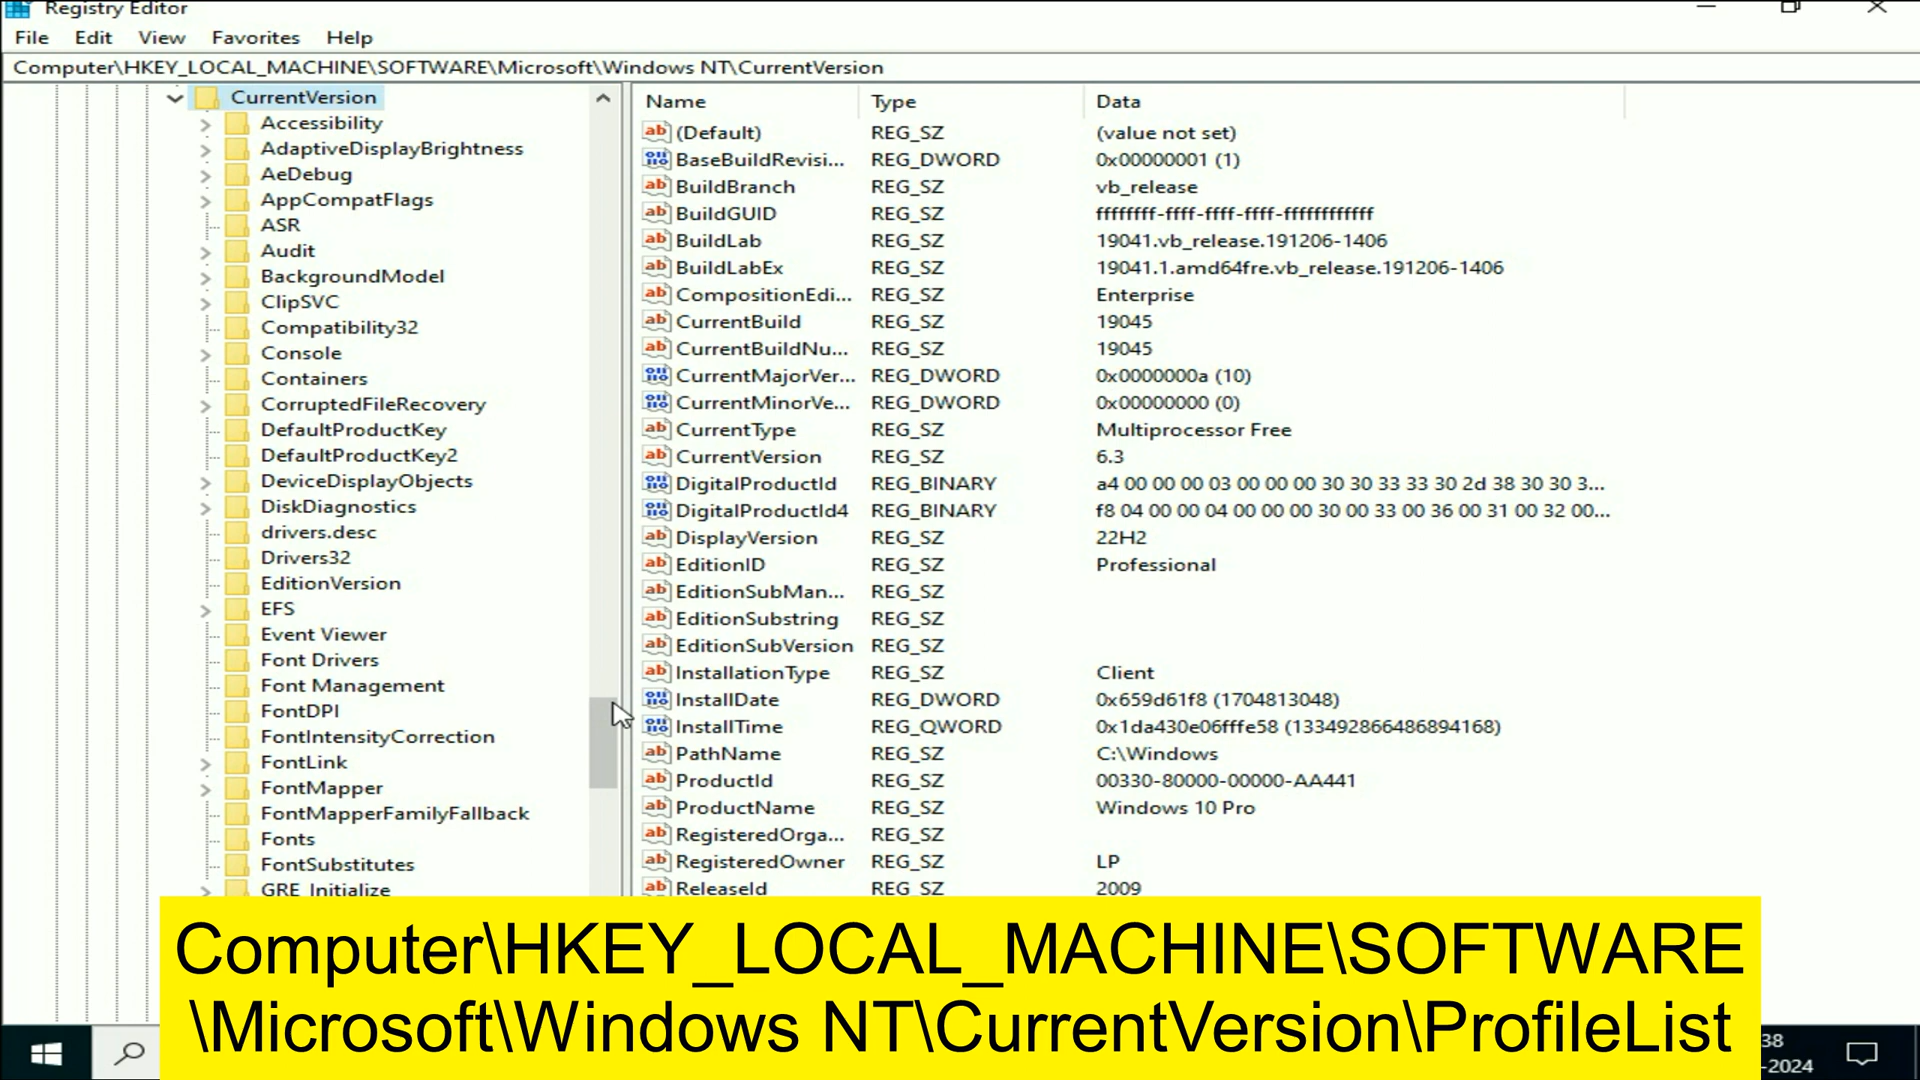 Registry Editor
File Edit View Favorites Help
Computer\HKEY_LOCAL_MACHINE\SOFTWARE\Microsoft\Windows NT\CurrentVersion
CurrentVersion
Accessibility
AdaptiveDisplayBrightness
AeDebug
AppCompatFlags
ASR
Audit
BackgroundModel
ClipSVC
Compatibility32
Console
Containers
CorruptedFileRecovery
DefaultProductKey
DefaultProductKey2
DeviceDisplayObjects
DiskDiagnostics
drivers.desc
Drivers32
EditionVersion
EFS
Event Viewer
Font Drivers
Font Management
FontDPI
FontIntensityCorrection
FontLink
FontMapper
FontMapperFamilyFallback
Fonts
FontSubstitutes
GRE_Initialize
Name Type Data
(Default) REG_SZ (value not set)
BaseBuildRevisi... REG_DWORD 0x00000001 (1)
BuildBranch REG_SZ vb_release
BuildGUID REG_SZ ffffffff-ffff-ffff-ffff-ffffffffffff
BuildLab REG_SZ 19041.vb_release.191206-1406
BuildLabEx REG_SZ 19041.1.amd64fre.vb_release.191206-1406
CompositionEdi... REG_SZ Enterprise
CurrentBuild REG_SZ 19045
CurrentBuildNu... REG_SZ 19045
CurrentMajorVer... REG_DWORD 0x0000000a (10)
CurrentMinorVe... REG_DWORD 0x00000000 (0)
CurrentType REG_SZ Multiprocessor Free
CurrentVersion REG_SZ 6.3
DigitalProductId REG_BINARY a4 00 00 00 03 00 00 00 30 30 33 33 30 2d 38 30 30 3...
DigitalProductId4 REG_BINARY f8 04 00 00 04 00 00 00 30 00 33 00 36 00 31 00 32 00...
DisplayVersion REG_SZ 22H2
EditionID REG_SZ Professional
EditionSubMan... REG_SZ
EditionSubstring REG_SZ
EditionSubVersion REG_SZ
InstallationType REG_SZ Client
InstallDate REG_DWORD 0x659d61f8 (1704813048)
InstallTime REG_QWORD 0x1da430e06fffe58 (133492866486894168)
PathName REG_SZ C:\Windows
ProductId REG_SZ 00330-80000-00000-AA441
ProductName REG_SZ Windows 10 Pro
RegisteredOrga... REG_SZ
RegisteredOwner REG_SZ LP
ReleaseId REG_SZ 2009
Computer\HKEY_LOCAL_MACHINE\SOFTWARE
\Microsoft\Windows NT\CurrentVersion\ProfileList
38
-2024